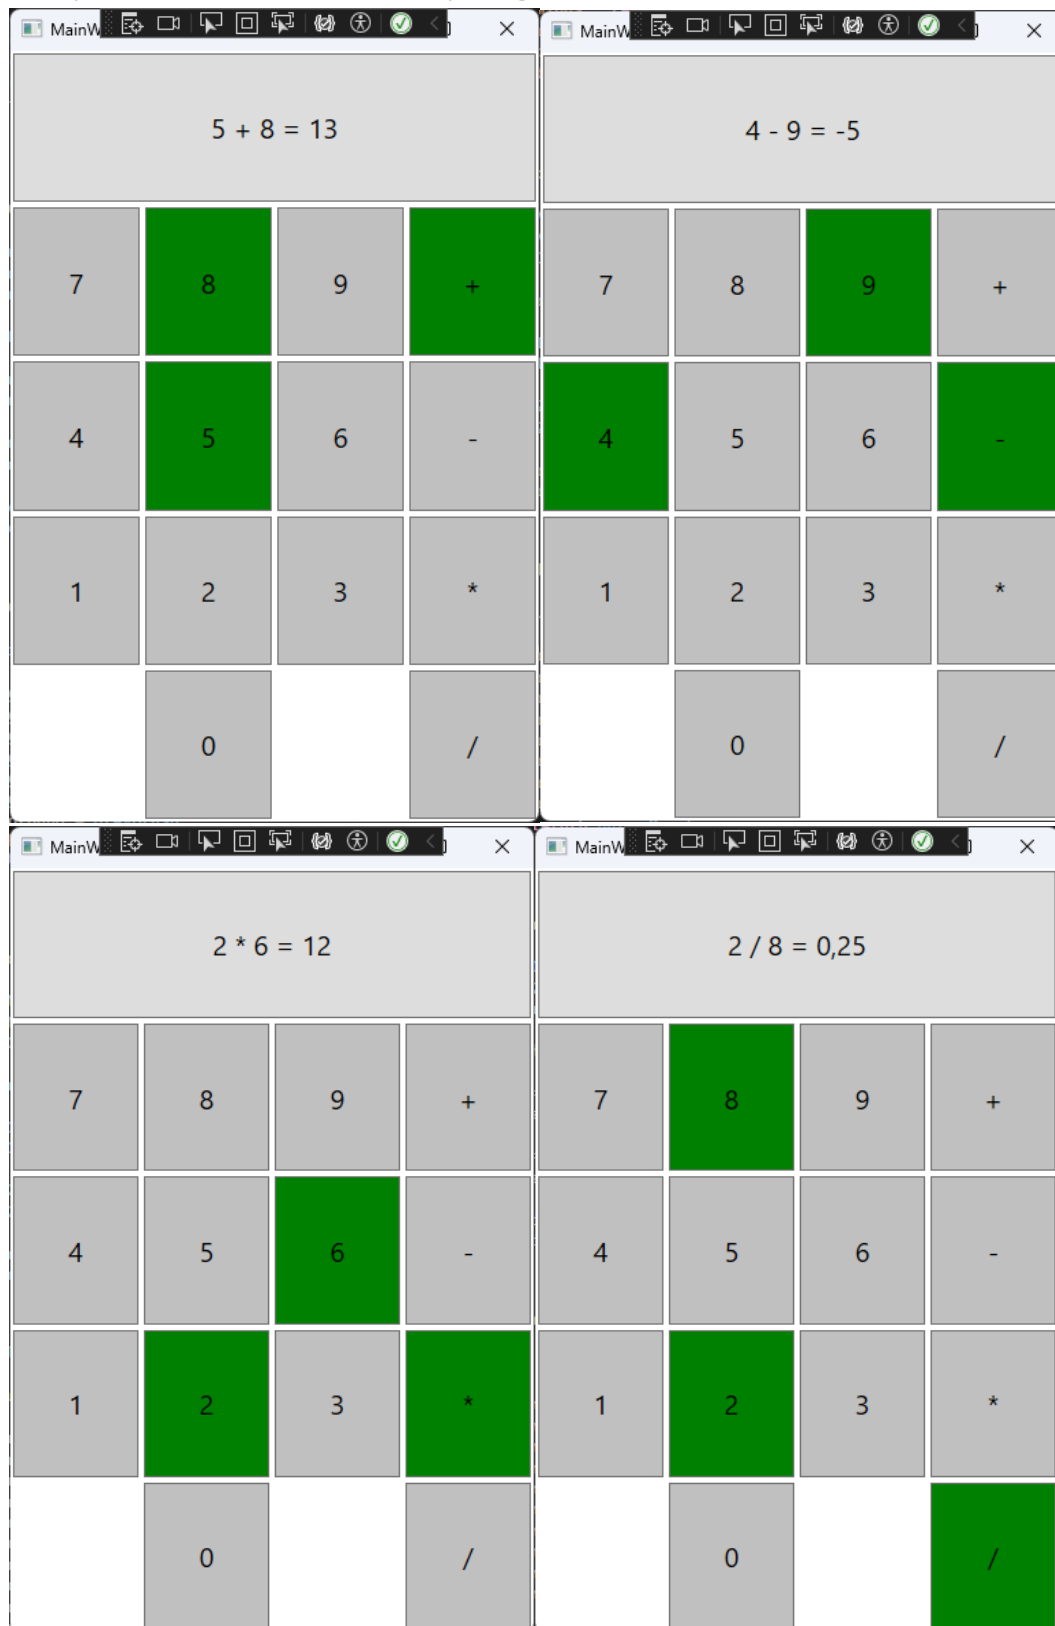 MainW
5 + 8 = 13
7 8 9 +
4 5 6 -
1 2 3 *
0 /
MainW
4 - 9 = -5
7 8 9 +
4 5 6 -
1 2 3 *
0 /
MainW
2 * 6 = 12
7 8 9 +
4 5 6 -
1 2 3 *
0 /
MainW
2 / 8 = 0,25
7 8 9 +
4 5 6 -
1 2 3 *
0 /